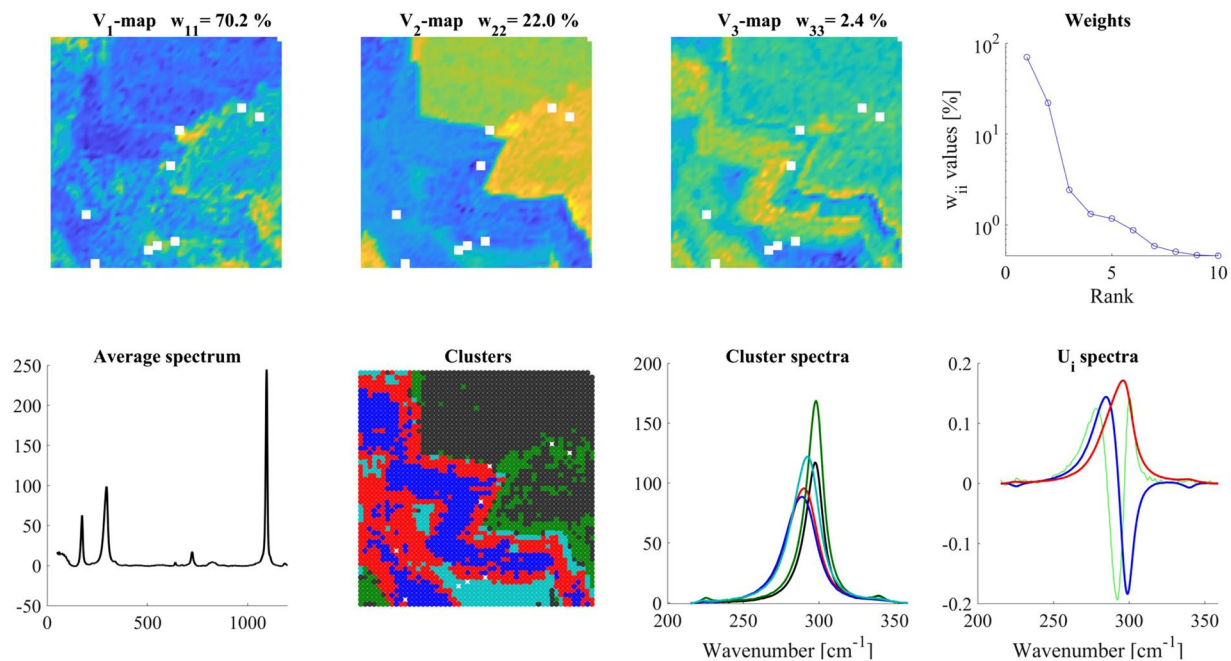 V1-map w11= 70.2 %
V2-map w22= 22.0 %
V3-map w33= 2.4 %
Weights
10^2
10^1
10^0
wii values [%]
0 5 10
Rank
Average spectrum
250
200
150
100
50
0
-50
0 500 1000
Clusters
Cluster spectra
200
150
100
50
0
200 250 300 350
Wavenumber [cm^-1]
Ui spectra
0.2
0.1
0
-0.1
-0.2
200 250 300 350
Wavenumber [cm^-1]